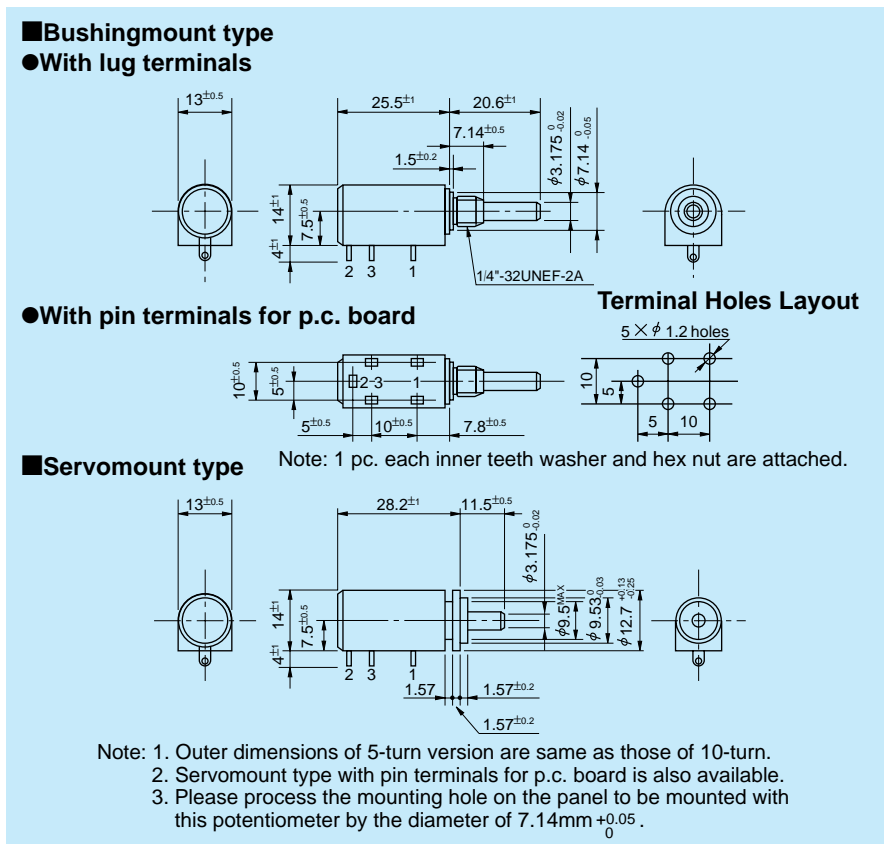 ■Bushingmount type
●With lug terminals
13±0.5
25.5±1
20.6±1
7.14±0.5
1.5±0.2
ϕ3.175 0 -0.02
ϕ7.14 0 -0.05
14±1
7.5±0.5
4±1
2 3 1
1/4"-32UNEF-2A
●With pin terminals for p.c. board
Terminal Holes Layout
5×ϕ 1.2 holes
10±0.5
5±0.5
2 3 1
10
5
5±0.5
10±0.5
7.8±0.5
5
10
■Servomount type
Note: 1 pc. each inner teeth washer and hex nut are attached.
13±0.5
28.2±1
11.5±0.5
ϕ3.175 0 -0.02
14±1
7.5±0.5
4±1
ϕ9.5MAX
ϕ9.53 0 -0.03
ϕ12.7 +0.13 -0.25
2 3 1
1.57
1.57±0.2
1.57±0.2
Note: 1. Outer dimensions of 5-turn version are same as those of 10-turn.
2. Servomount type with pin terminals for p.c. board is also available.
3. Please process the mounting hole on the panel to be mounted with
this potentiometer by the diameter of 7.14mm +0.05 0 .